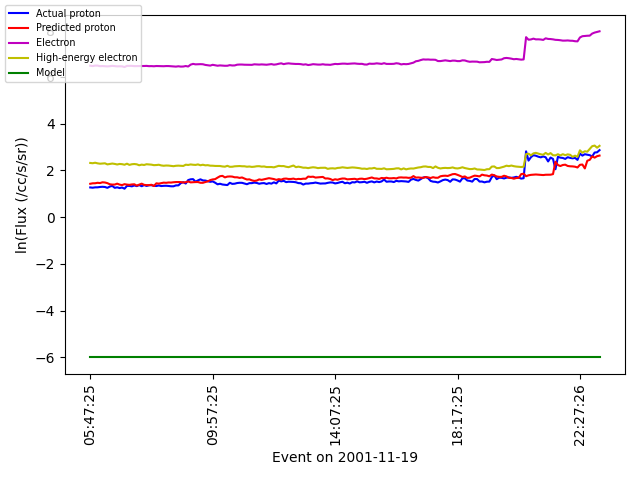 Actual proton
Predicted proton
Electron
High-energy electron
Model
8
6
4
2
0
−2
−4
−6
ln(Flux (/cc/s/sr))
05:47:25
09:57:25
14:07:25
18:17:25
22:27:26
Event on 2001-11-19